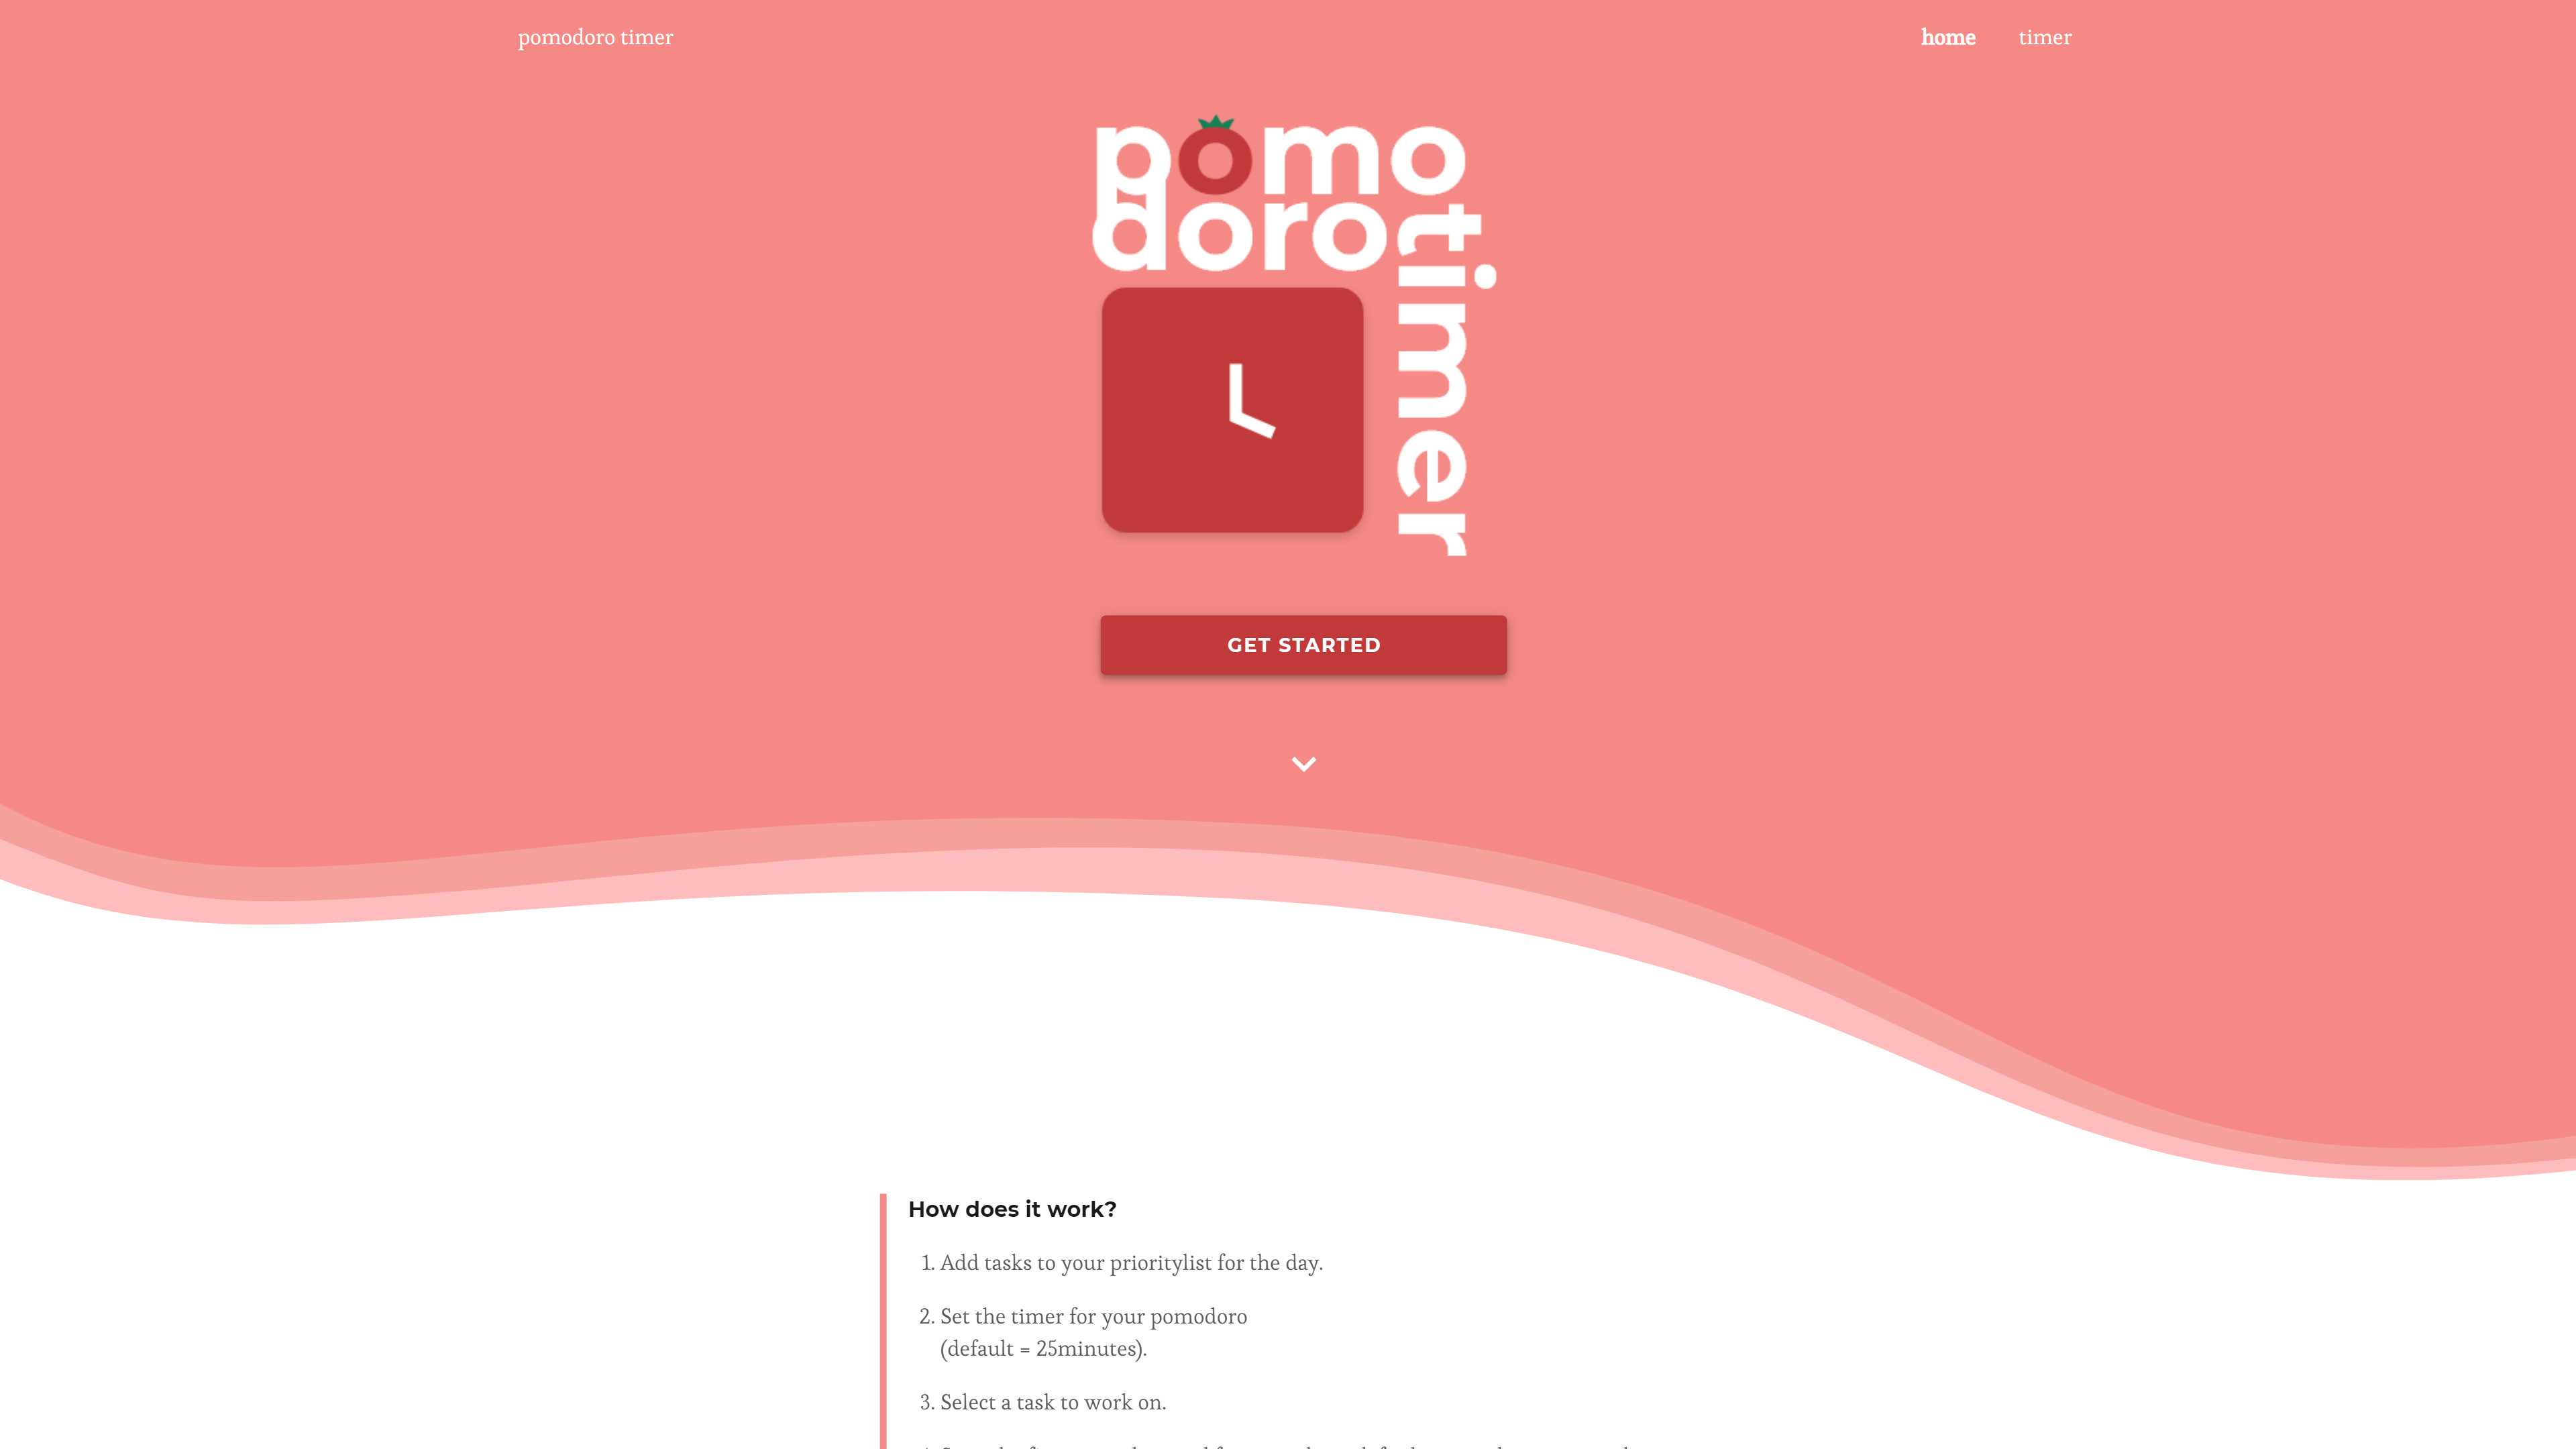 pomodoro timer
home
timer
pomo
doro
timer
GET STARTED
How does it work?
1. Add tasks to your prioritylist for the day.
2. Set the timer for your pomodoro
(default = 25minutes).
3. Select a task to work on.